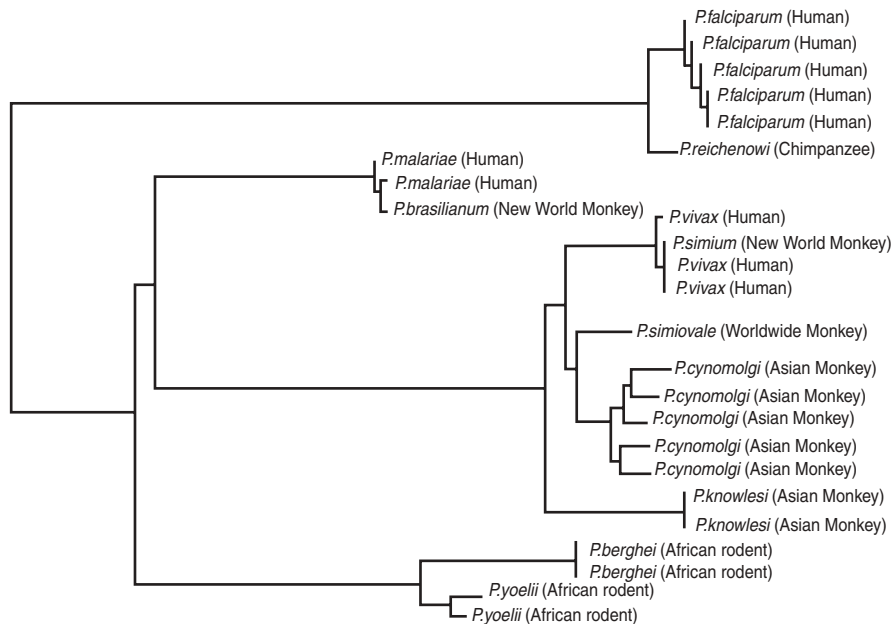 P.falciparum (Human)
P.falciparum (Human)
P.falciparum (Human)
P.falciparum (Human)
P.falciparum (Human)
P.reichenowi (Chimpanzee)
P.malariae (Human)
P.malariae (Human)
P.brasilianum (New World Monkey)
P.vivax (Human)
P.simium (New World Monkey)
P.vivax (Human)
P.vivax (Human)
P.simiovale (Worldwide Monkey)
P.cynomolgi (Asian Monkey)
P.cynomolgi (Asian Monkey)
P.cynomolgi (Asian Monkey)
P.cynomolgi (Asian Monkey)
P.cynomolgi (Asian Monkey)
P.knowlesi (Asian Monkey)
P.knowlesi (Asian Monkey)
P.berghei (African rodent)
P.berghei (African rodent)
P.yoelii (African rodent)
P.yoelii (African rodent)